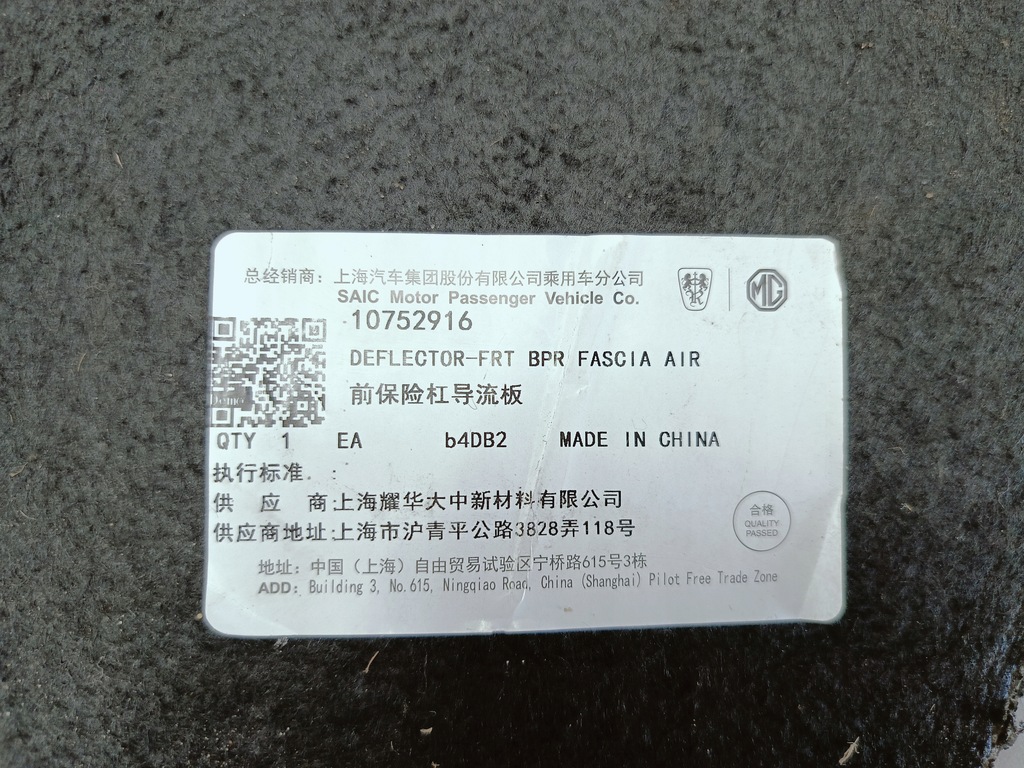 总经销商：上海汽车集团股份有限公司乘用车分公司
SAIC Motor Passenger Vehicle Co.
MG
10752916
DEFLECTOR-FRT BPR FASCIA AIR
前保险杠导流板
Demo
QTY 1 EA b4DB2 MADE IN CHINA
执行标准. :
供 应 商:上海耀华大中新材料有限公司
供应商地址:上海市沪青平公路3828弄118号
合格
QUALITY
PASSED
地址：中国（上海）自由贸易试验区宁桥路615号3栋
ADD: Building 3, No.615, Ningqiao Road, China (Shanghai) Pilot Free Trade Zone